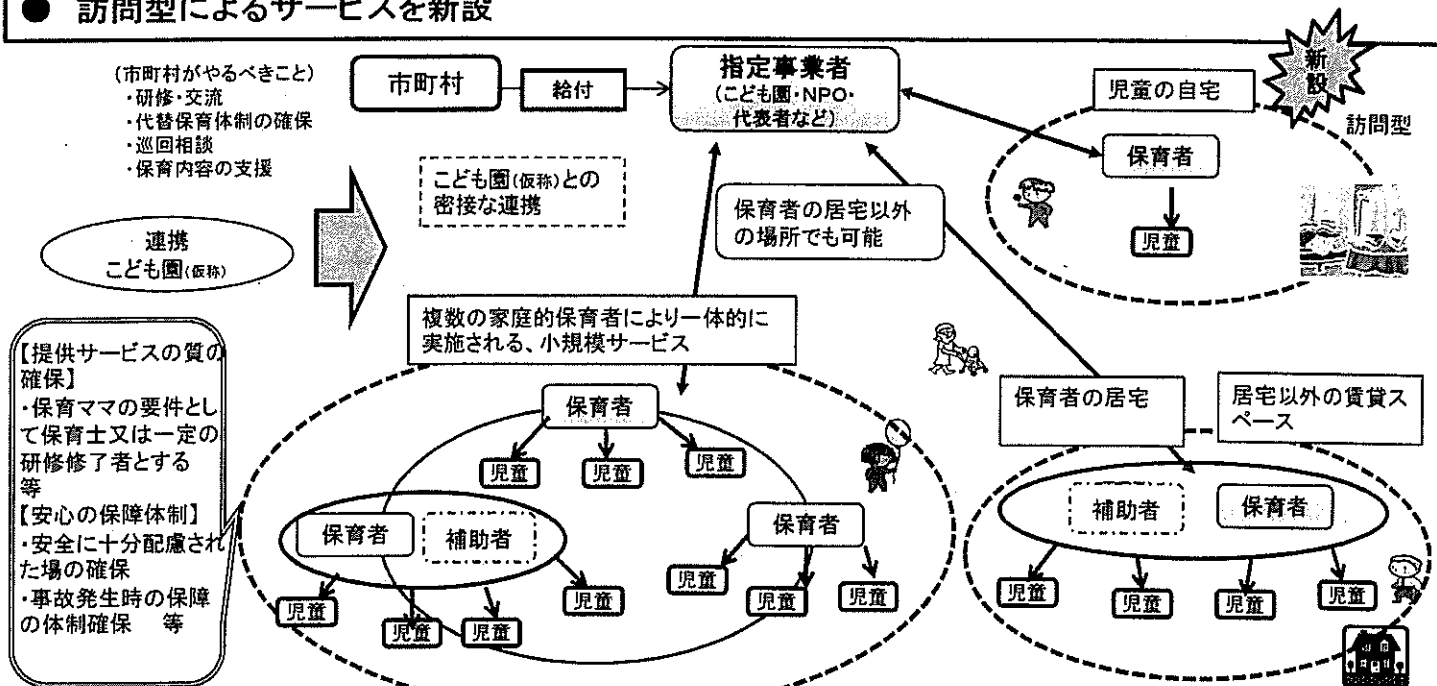 ● 訪問型によるサービスを新設
(市町村がやるべきこと)
・研修・交流
・代替保育体制の確保
・巡回相談
・保育内容の支援
市町村
給付
指定事業者
(こども園・NPO・
代表者など)
新
設
訪問型
児童の自宅
保育者
児童
こども園(仮称)との
密接な連携
保育者の居宅以外
の場所でも可能
連携
こども園(仮称)
複数の家庭的保育者により一体的に
実施される、小規模サービス
【提供サービスの質の
確保】
・保育ママの要件とし
て保育士又は一定の
研修修了者とする
等
【安心の保障体制】
・安全に十分配慮され
た場の確保
・事故発生時の保障
の体制確保 等
保育者
児童
児童
児童
保育者
補助者
児童
児童
児童
児童
保育者
児童
児童
児童
保育者の居宅
居宅以外の賃貸ス
ペース
補助者
保育者
児童
児童
児童
児童